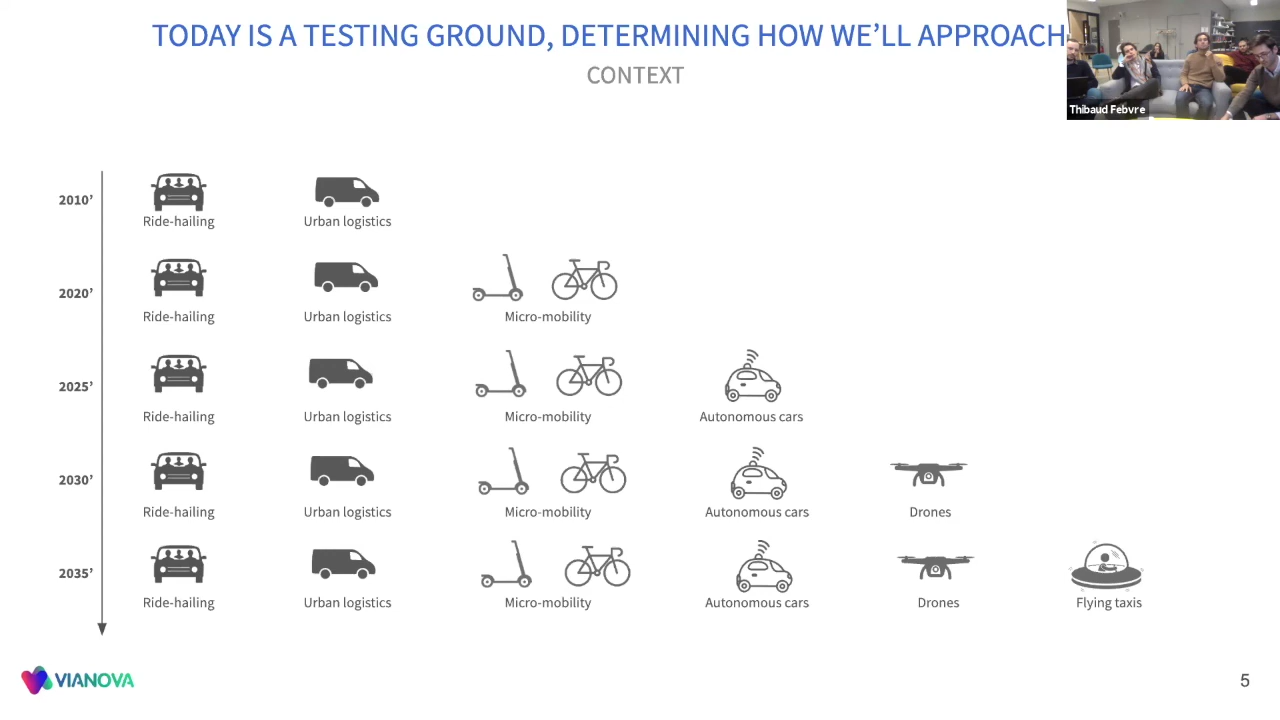 TODAY IS A TESTING GROUND, DETERMINING HOW WE’LL APPROACH
CONTEXT
Thibaud Febvre
2010’
Ride-hailing
Urban logistics
2020’
Ride-hailing
Urban logistics
Micro-mobility
2025’
Ride-hailing
Urban logistics
Micro-mobility
Autonomous cars
2030’
Ride-hailing
Urban logistics
Micro-mobility
Autonomous cars
Drones
2035’
Ride-hailing
Urban logistics
Micro-mobility
Autonomous cars
Drones
Flying taxis
VIANOVA
5